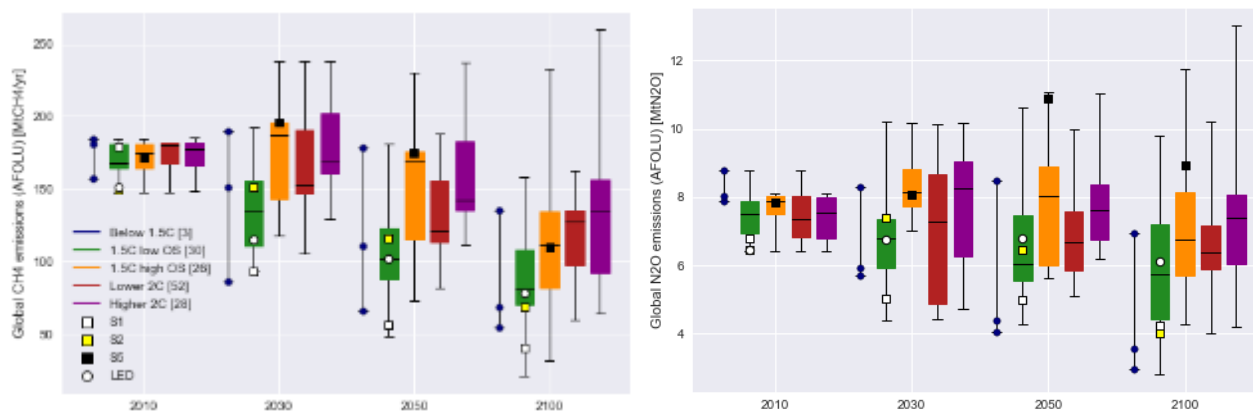 Global CH4 emissions (AFOLU) [MtCH4/yr]
250
200
150
100
50
Below 1.5C [3]
1.5C low OS [30]
1.5C high OS [26]
Lower 2C [52]
Higher 2C [28]
S1
S2
S5
LED
2010 2030 2050 2100
Global N2O emissions (AFOLU) [MtN2O]
12
10
8
6
4
2010 2030 2050 2100